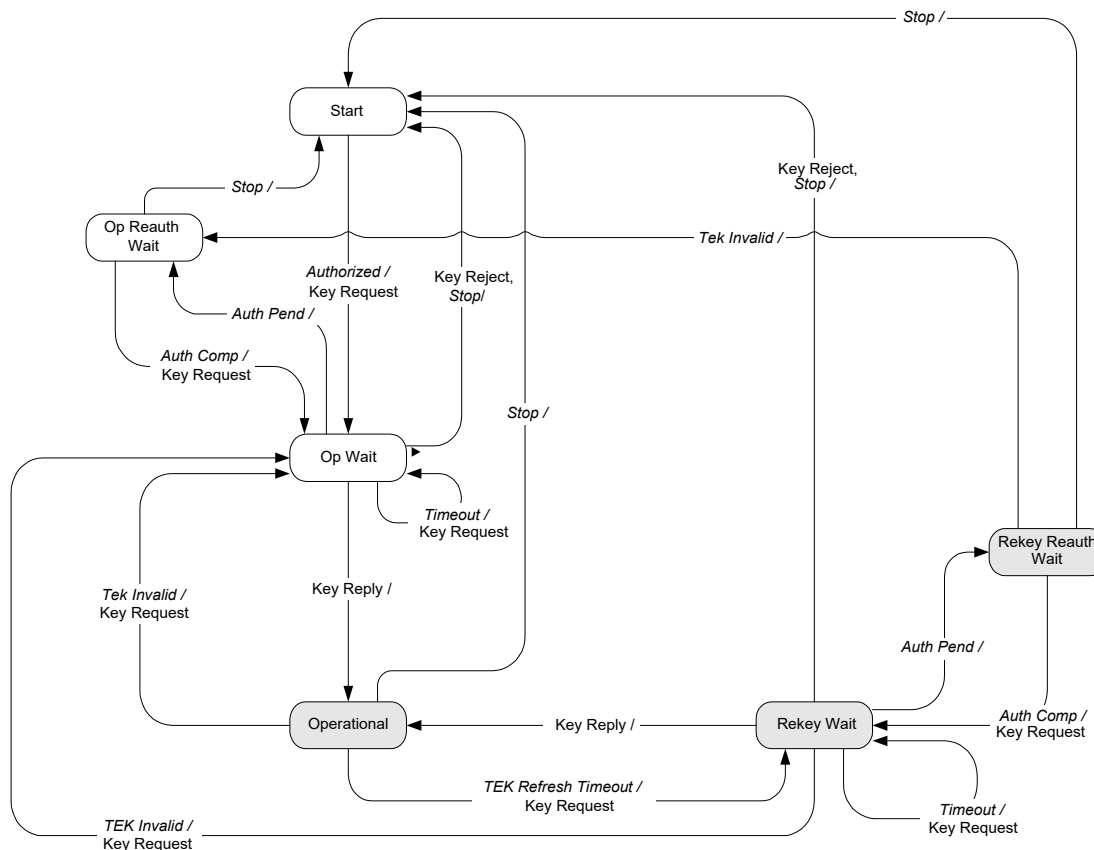 Stop /
Start
Key Reject,
Stop /
Stop /
Op Reauth
Wait
Tek Invalid /
Authorized /
Key Request
Key Reject,
Stop/
Auth Pend /
Auth Comp /
Key Request
Stop /
Op Wait
Timeout /
Key Request
Rekey Reauth
Wait
Tek Invalid /
Key Request
Key Reply /
Auth Pend /
Operational
Key Reply /
Rekey Wait
Auth Comp /
Key Request
TEK Refresh Timeout /
Key Request
Timeout /
Key Request
TEK Invalid /
Key Request